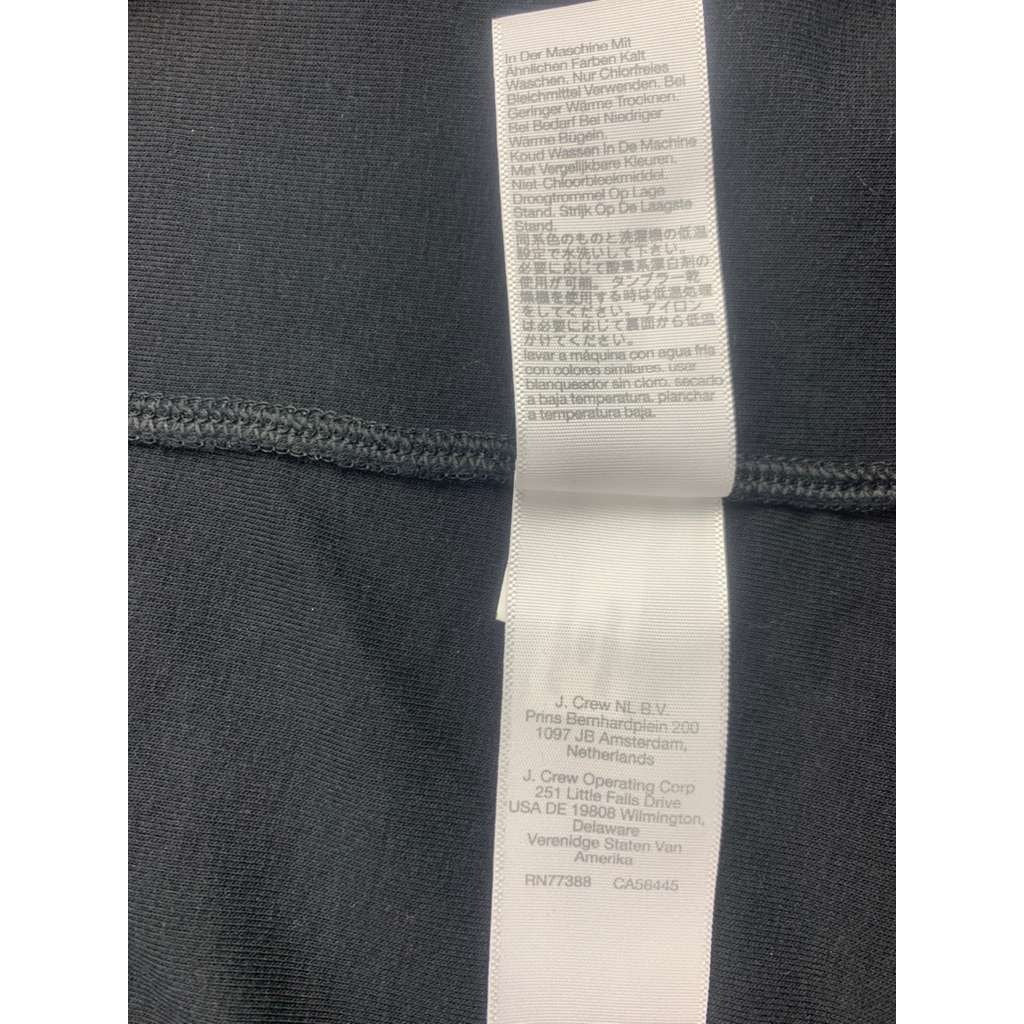 In Der Maschine Mit
Ähnlichen Farben Kalt
Waschen. Nur Chlorfreies
Bleichmittel Verwenden. Bei
Geringer Wärme Trocknen.
Bei Bedarf Bei Niedriger
Wärme Bügeln.
Koud Wassen In De Machine
Met Vergelijkbare Kleuren.
Niet-Chloorbleekmiddel.
Droogtrommel Op Lage
Stand. Strijk Op De Laagste
Stand.
同系色のものと洗濯機の低温
設定で水洗いして下さい。
必要に応じて酸素系漂白剤の
使用が可能。タンブラー乾
燥機を使用する時は低温処理
をしてください。アイロン
は必要に応じて裏面から低温
かけてください。
lavar a máquina con agua fria
con colores similares. usar
blanqueador sin cloro. secado
a baja temperatura. planchar
a temperatura baja.
J. Crew NL B.V.
Prins Bernhardplein 200
1097 JB Amsterdam,
Netherlands
J. Crew Operating Corp
251 Little Falls Drive
USA DE 19808 Wilmington,
Delaware
Verenidge Staten Van
Amerika
RN77388 CA56445